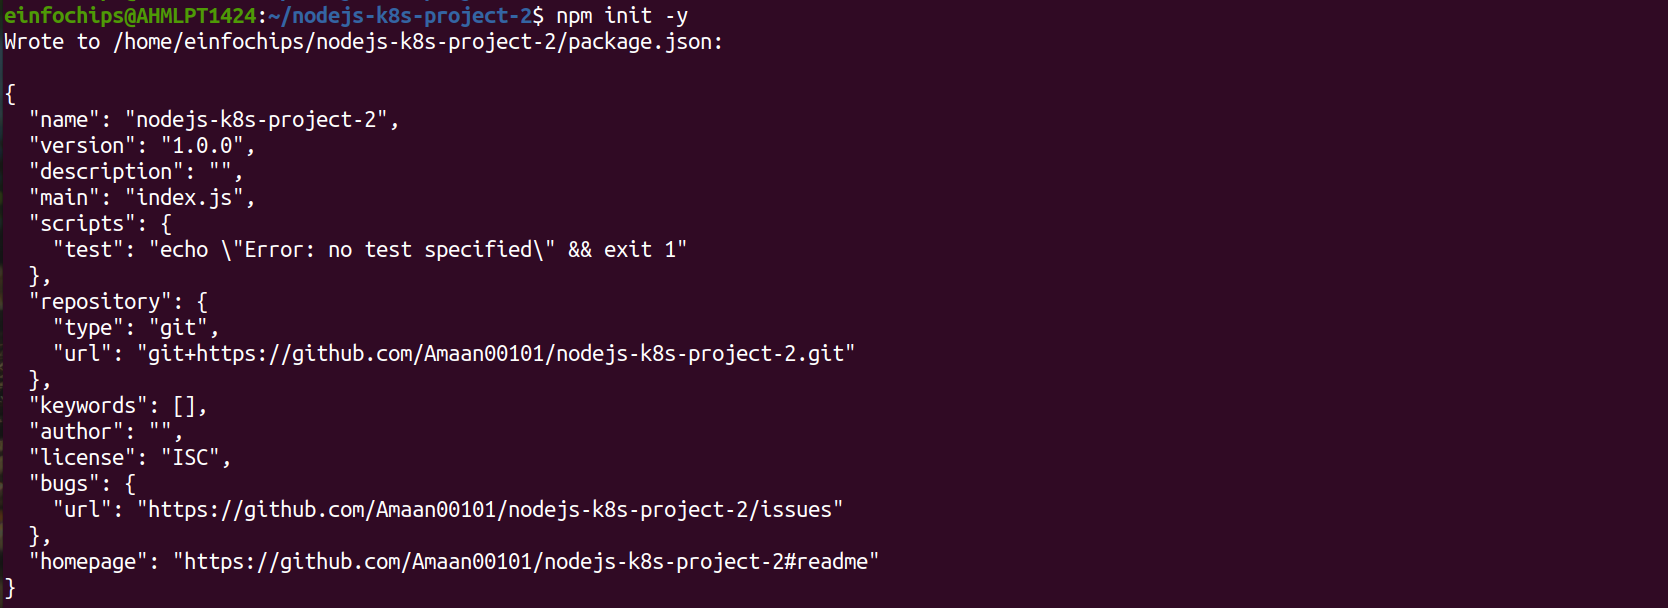 einfochips@AHMLPT1424:~/nodejs-k8s-project-2$ npm init -y
Wrote to /home/einfochips/nodejs-k8s-project-2/package.json:
{
  "name": "nodejs-k8s-project-2",
  "version": "1.0.0",
  "description": "",
  "main": "index.js",
  "scripts": {
    "test": "echo \"Error: no test specified\" && exit 1"
  },
  "repository": {
    "type": "git",
    "url": "git+https://github.com/Amaan00101/nodejs-k8s-project-2.git"
  },
  "keywords": [],
  "author": "",
  "license": "ISC",
  "bugs": {
    "url": "https://github.com/Amaan00101/nodejs-k8s-project-2/issues"
  },
  "homepage": "https://github.com/Amaan00101/nodejs-k8s-project-2#readme"
}